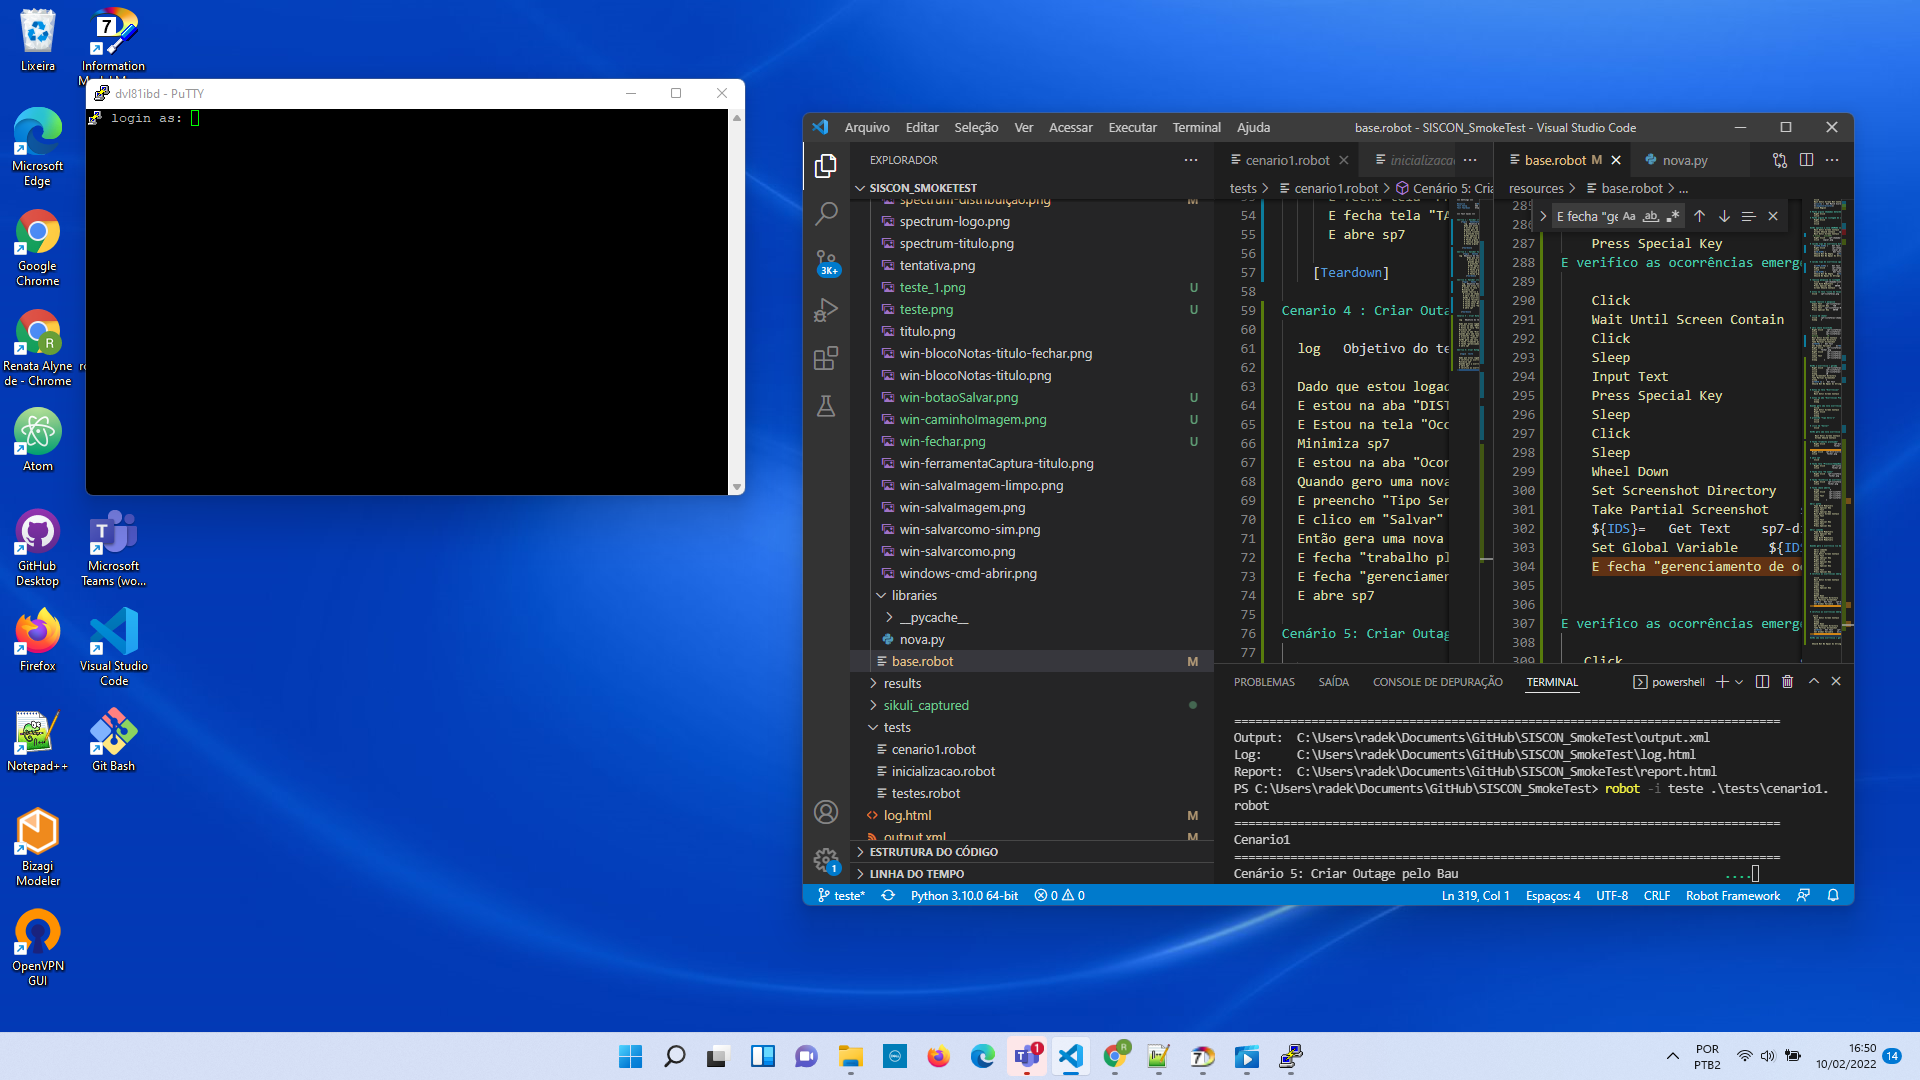 Lixeira
Information
Microsoft
Edge
Google
Chrome
Renata Alyne
de - Chrome
Atom
GitHub
Desktop
Microsoft
Teams (wo...
Firefox
Visual Studio
Code
Notepad++
Git Bash
Bizagi
Modeler
OpenVPN
GUI
dvl81ibd - PuTTY
login as:
Arquivo Editar Seleção Ver Acessar Executar Terminal Ajuda
base.robot - SISCON_SmokeTest - Visual Studio Code
EXPLORADOR
SISCON_SMOKETEST
spectrum-distribuição.png M
spectrum-logo.png
spectrum-titulo.png
tentativa.png
teste_1.png U
teste.png U
titulo.png
win-blocoNotas-titulo-fechar.png
win-blocoNotas-titulo.png
win-botaoSalvar.png U
win-caminhoImagem.png U
win-fechar.png U
win-ferramentaCaptura-titulo.png
win-salvaImagem-limpo.png
win-salvaImagem.png
win-salvarcomo-sim.png
win-salvarcomo.png
windows-cmd-abrir.png
libraries
__pycache__
nova.py
base.robot M
results
sikuli_captured
tests
cenario1.robot
inicializacao.robot
testes.robot
log.html M
output.xml M
ESTRUTURA DO CÓDIGO
LINHA DO TEMPO
3K+
1
cenario1.robot
inicializaca
tests > cenario1.robot > Cenário 5: Cria
54 E fecha tela "TA
55 E abre sp7
56
57 [Teardown]
58
59 Cenario 4 : Criar Outa
60
61 log Objetivo do te
62
63 Dado que estou logad
64 E estou na aba "DIST
65 E Estou na tela "Occ
66 Minimiza sp7
67 E estou na aba "Ocor
68 Quando gero uma nova
69 E preencho "Tipo Ser
70 E clico em "Salvar"
71 Então gera uma nova
72 E fecha "trabalho pl
73 E fecha "gerenciamen
74 E abre sp7
75
76 Cenário 5: Criar Outag
77
base.robot M
nova.py
resources > base.robot > ...
E fecha "ge
Aa ab
285
286
287 Press Special Key
288 E verifico as ocorrências emerg
289
290 Click
291 Wait Until Screen Contain
292 Click
293 Sleep
294 Input Text
295 Press Special Key
296 Sleep
297 Click
298 Sleep
299 Wheel Down
300 Set Screenshot Directory
301 Take Partial Screenshot
302 ${IDS}= Get Text sp7-d
303 Set Global Variable ${IDS
304 E fecha "gerenciamento de o
305
306
307 E verifico as ocorrências emerg
308
309 Click
PROBLEMAS SAÍDA CONSOLE DE DEPURAÇÃO TERMINAL
powershell
==============================================================================
Output: C:\Users\radek\Documents\GitHub\SISCON_SmokeTest\output.xml
Log: C:\Users\radek\Documents\GitHub\SISCON_SmokeTest\log.html
Report: C:\Users\radek\Documents\GitHub\SISCON_SmokeTest\report.html
PS C:\Users\radek\Documents\GitHub\SISCON_SmokeTest> robot -i teste .\tests\cenario1.
robot
==============================================================================
Cenario1
==============================================================================
Cenário 5: Criar Outage pelo Bau ....
teste* Python 3.10.0 64-bit 0 0
Ln 319, Col 1 Espaços: 4 UTF-8 CRLF Robot Framework
POR
PTB2
16:50
10/02/2022
14